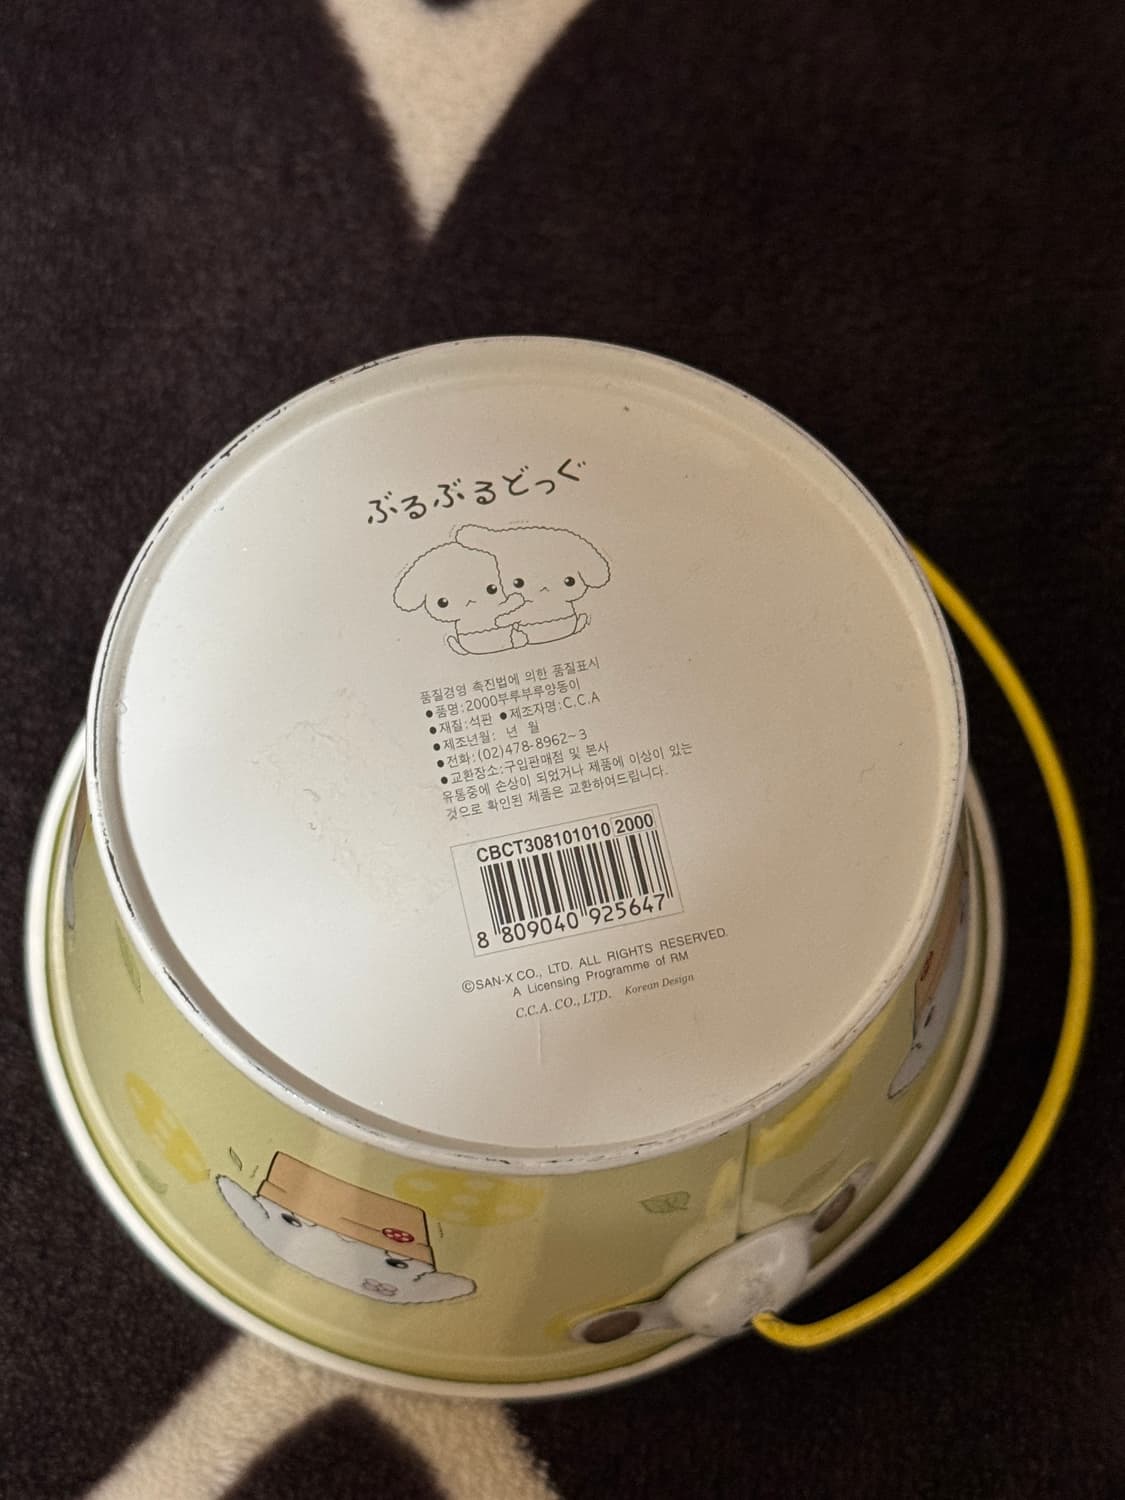 ぶるぶるどっぐ
품질경영 촉진법에 의한 품질표시
●품명:2000부루부루양동이
●재질:석판 ●제조자명:C.C.A
●제조년월: 년 월
●전화:(02)478-8962~3
●교환장소:구입판매점 및 본사
유통중에 손상이 되었거나 제품에 이상이 있는
것으로 확인된 제품은 교환하여드립니다.
CBCT308101010 2000
8 809040 925647
©SAN-X CO., LTD. ALL RIGHTS RESERVED.
A Licensing Programme of RM
C.C.A. CO., LTD. Korean Design